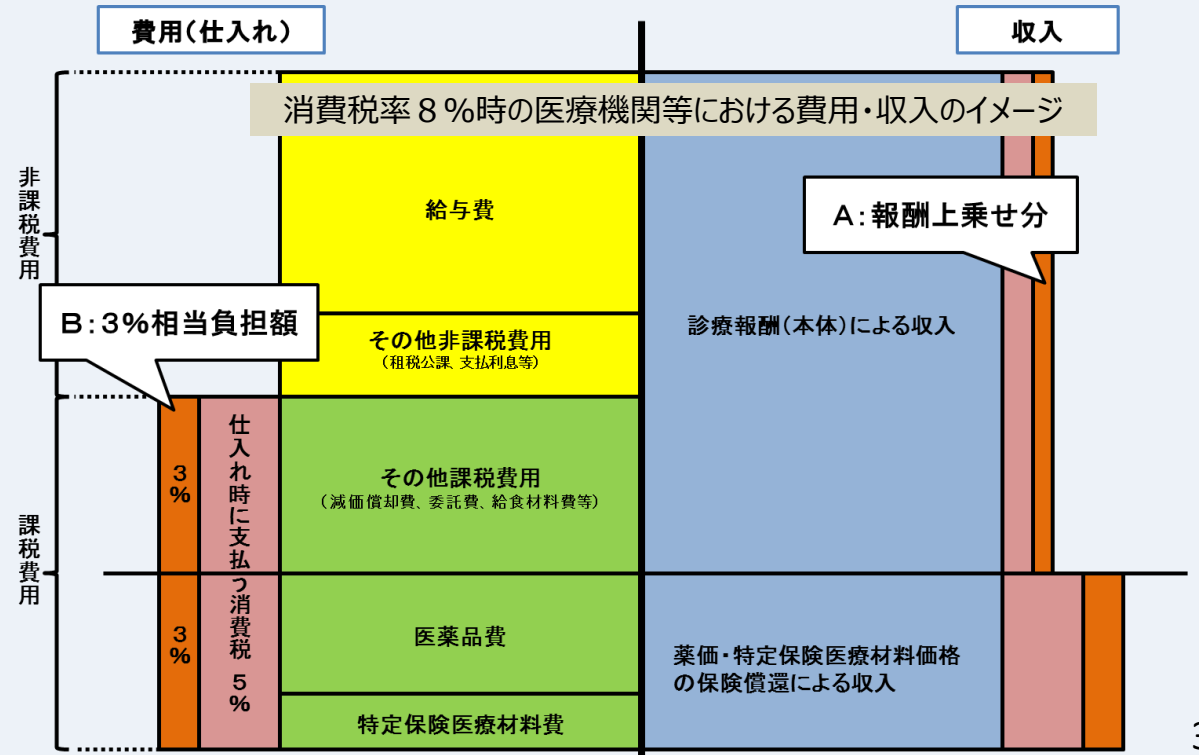 費用（仕入れ）
収入
消費税率８％時の医療機関等における費用・収入のイメージ
非課税費用
給与費
A：報酬上乗せ分
B：3％相当負担額
その他非課税費用
（租税公課、支払利息等）
診療報酬（本体）による収入
課税費用
3％
仕入れ時に支払う消費税 5％
その他課税費用
（減価償却費、委託費、給食材料費等）
3％
医薬品費
薬価・特定保険医療材料価格
の保険償還による収入
特定保険医療材料費